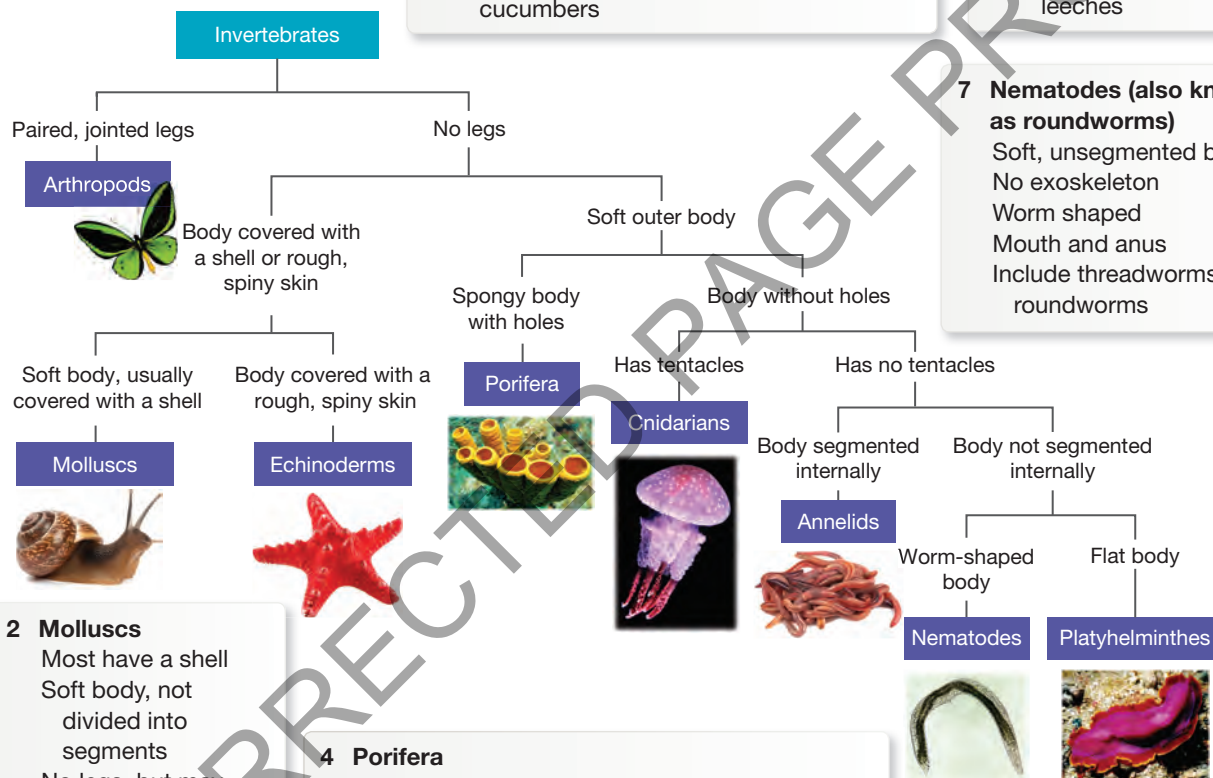 cucumbers
leeches
Invertebrates
Paired, jointed legs
No legs
Arthropods
Body covered with
a shell or rough,
spiny skin
Soft outer body
Spongy body
with holes
Body without holes
Soft body, usually
covered with a shell
Body covered with a
rough, spiny skin
Porifera
Has tentacles
Has no tentacles
Cnidarians
Molluscs
Echinoderms
Body segmented
internally
Body not segmented
internally
Annelids
Worm-shaped
body
Flat body
Nematodes
Platyhelminthes
7 Nematodes (also kn
as roundworms)
Soft, unsegmented b
No exoskeleton
Worm shaped
Mouth and anus
Include threadworms
roundworms
2 Molluscs
Most have a shell
Soft body, not
divided into
segments
No legs, but may
4 Porifera
RRECTED PAGE PR